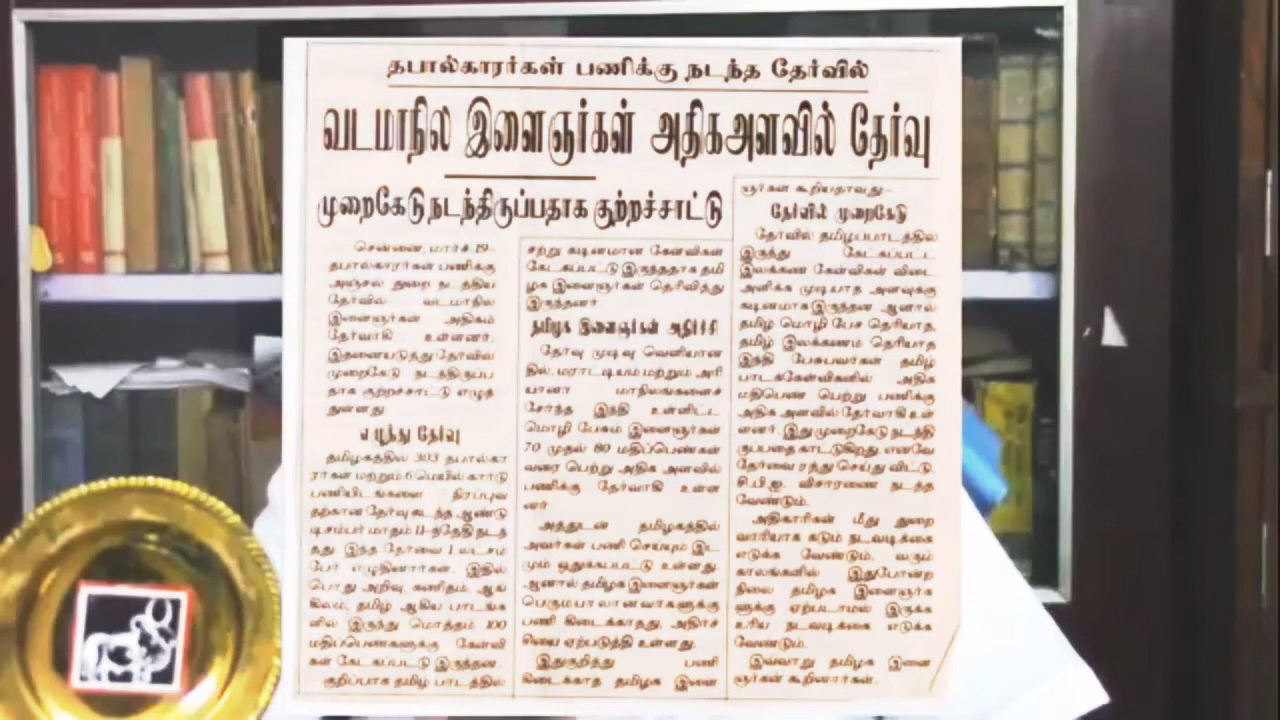 தபால்காரர்கள் பணிக்கு நடந்த தேர்வில்
வடமாநில இளைஞர்கள் அதிகஅளவில் தேர்வு
முறைகேடு நடந்திருப்பதாக குற்றச்சாட்டு
சென்னை, மார்ச். 19-
தபால்காரர்கள் பணிக்கு
அஞ்சல் துறை நடத்திய
தேர்வில் வடமாநில
இளைஞர்கள் அதிகம்
தேர்வாகி உள்ளனர்.
இதனையடுத்து தேர்வில்
முறைகேடு நடத்திருப்ப
தாக குற்றச்சாட்டு எழுந்
துள்ளது.
எழுத்து தேர்வு
தமிழகத்தில் 303 தபால்கா
ரர்கள் மற்றும் 6 மெயில் கார்டு
பணியிடங்களை நிரப்புவ
தற்கான தேர்வு கடந்த ஆண்டு
டிசம்பர் மாதம் 11-ந்தேதி நடந்
தது. இந்த தேர்வை 1 லட்சம்
பேர் எழுதினார்கள். இதில்
பொது அறிவு, கணிதம், ஆங்
கிலம், தமிழ் ஆகிய பாடங்க
ளில் இருந்து மொத்தம் 100
மதிப்பெண்களுக்கு கேள்வி
கள் கேட்கப்பட்டு இருந்தன.
குறிப்பாக தமிழ் பாடத்தில்
சற்று கடினமான கேள்விகள்
கேட்கப்பட்டு இருந்ததாக தமி
ழக இளைஞர்கள் தெரிவித்து
இருந்தனர்.
தமிழக இளைஞர்கள் அதிர்ச்சி
தேர்வு முடிவு வெளியான
தில், மராட்டியம் மற்றும் அரி
யானா மாநிலங்களைச்
சேர்ந்த இந்தி உள்ளிட்ட
மொழி பேசும் இளைஞர்கள்
70 முதல் 80 மதிப்பெண்கள்
வரை பெற்று அதிக அளவில்
பணிக்கு தேர்வாகி உள்ள
னர்.
அத்துடன் தமிழகத்தில்
அவர்கள் பணி செய்யும் இட
மும் ஒதுக்கப்பட்டு உள்ளது.
ஆனால் தமிழக இளைஞர்கள்
பெரும்பாலானவர்களுக்கு
பணி கிடைக்காதது, அதிர்ச்
சியை ஏற்படுத்தி உள்ளது.
இதுகுறித்து பணி
கிடைக்காத தமிழக இளை
ஞர்கள் கூறியதாவது:-
தேர்வில் முறைகேடு
தேர்வில் தமிழ்பாடத்தில்
இருந்து கேட்கப்பட்ட
இலக்கண கேள்விகள் விடை
அளிக்க முடியாத அளவுக்கு
கடினமாக இருந்தன. ஆனால்
தமிழ் மொழி பேச தெரியாத,
தமிழ் இலக்கணம் தெரியாத
இந்தி பேசுபவர்கள் தமிழ்
பாடக்கேள்விகளில் அதிக
மதிபெண் பெற்று பணிக்கு
அதிக அளவில் தேர்வாகி உள்
ளனர். இது முறைகேடு நடந்தி
ருப்பதை காட்டுகிறது. எனவே
தேர்வை ரத்து செய்து விட்டு,
சி.பி.ஐ. விசாரணை நடத்த
வேண்டும்.
அதிகாரிகள் மீது துறை
வாரியாக கடும் நடவடிக்கை
எடுக்க வேண்டும். வரும்
காலங்களில் இதுபோன்ற
நிலை தமிழக இளைஞர்க
ளுக்கு ஏற்படாமல் இருக்க
உரிய நடவடிக்கை எடுக்க
வேண்டும்.
இவ்வாறு தமிழக இளை
ஞர்கள் கூறினார்கள்.